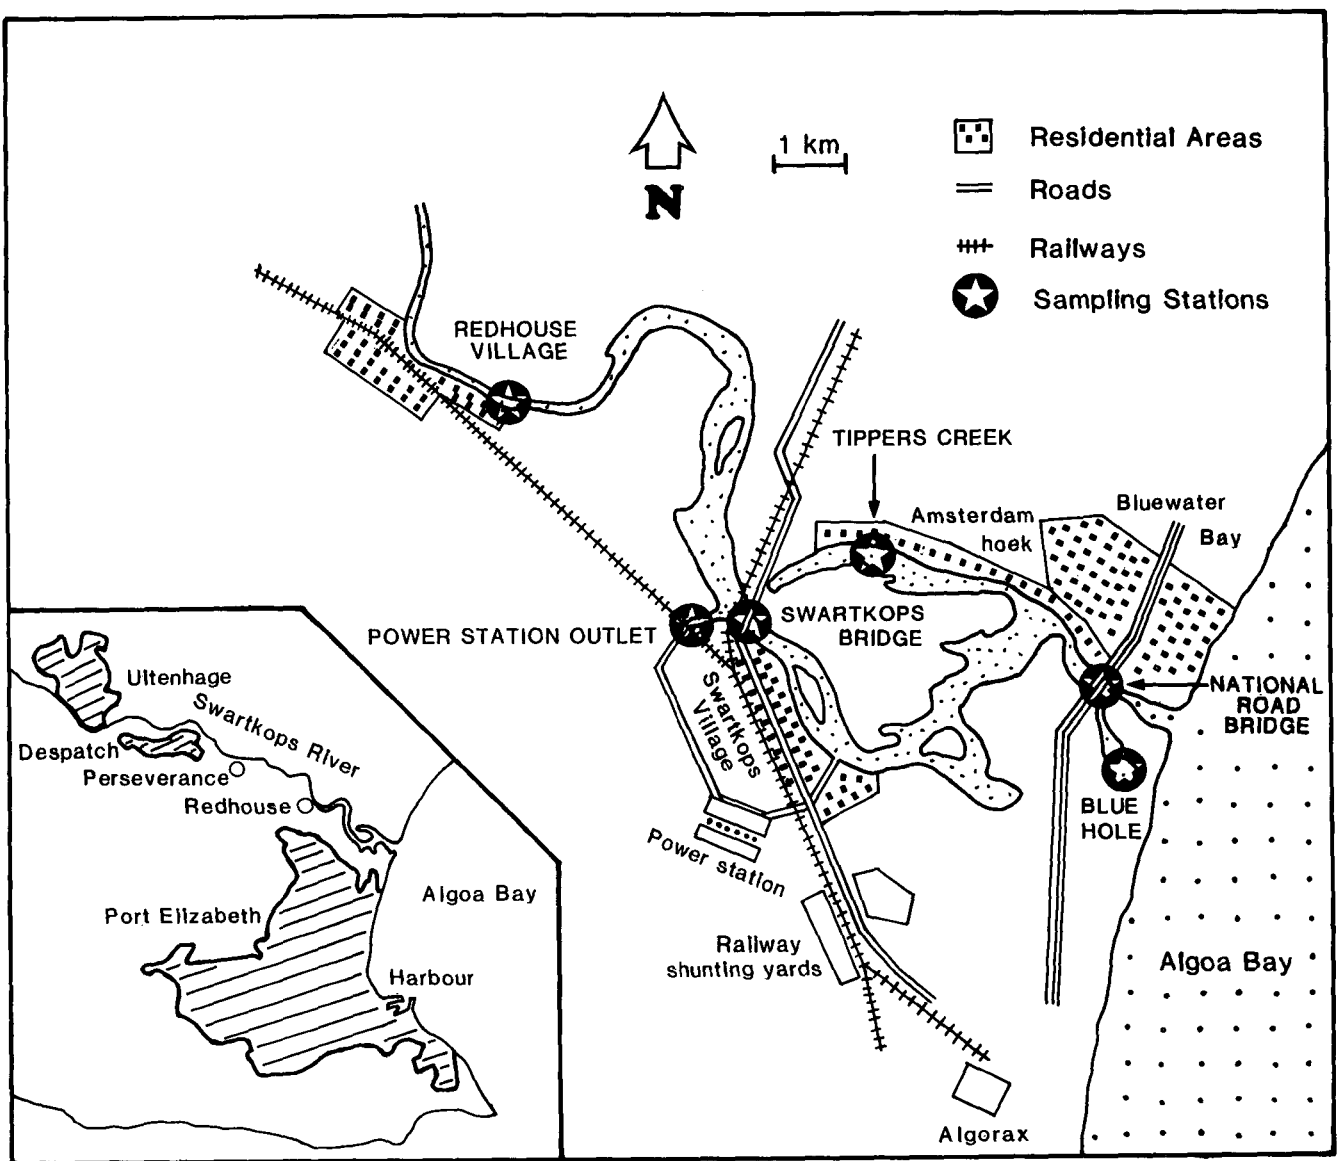 N
1 km
Residential Areas
Roads
Railways
Sampling Stations
REDHOUSE
VILLAGE
TIPPERS CREEK
Amsterdam
hoek
Bluewater
Bay
POWER STATION OUTLET
SWARTKOPS
BRIDGE
NATIONAL
ROAD
BRIDGE
Swartkops
Village
BLUE
HOLE
Power station
Railway
shunting yards
Algoa Bay
Algorax
Uitenhage
Swartkops River
Despatch
Perseverance
Redhouse
Port Elizabeth
Algoa Bay
Harbour